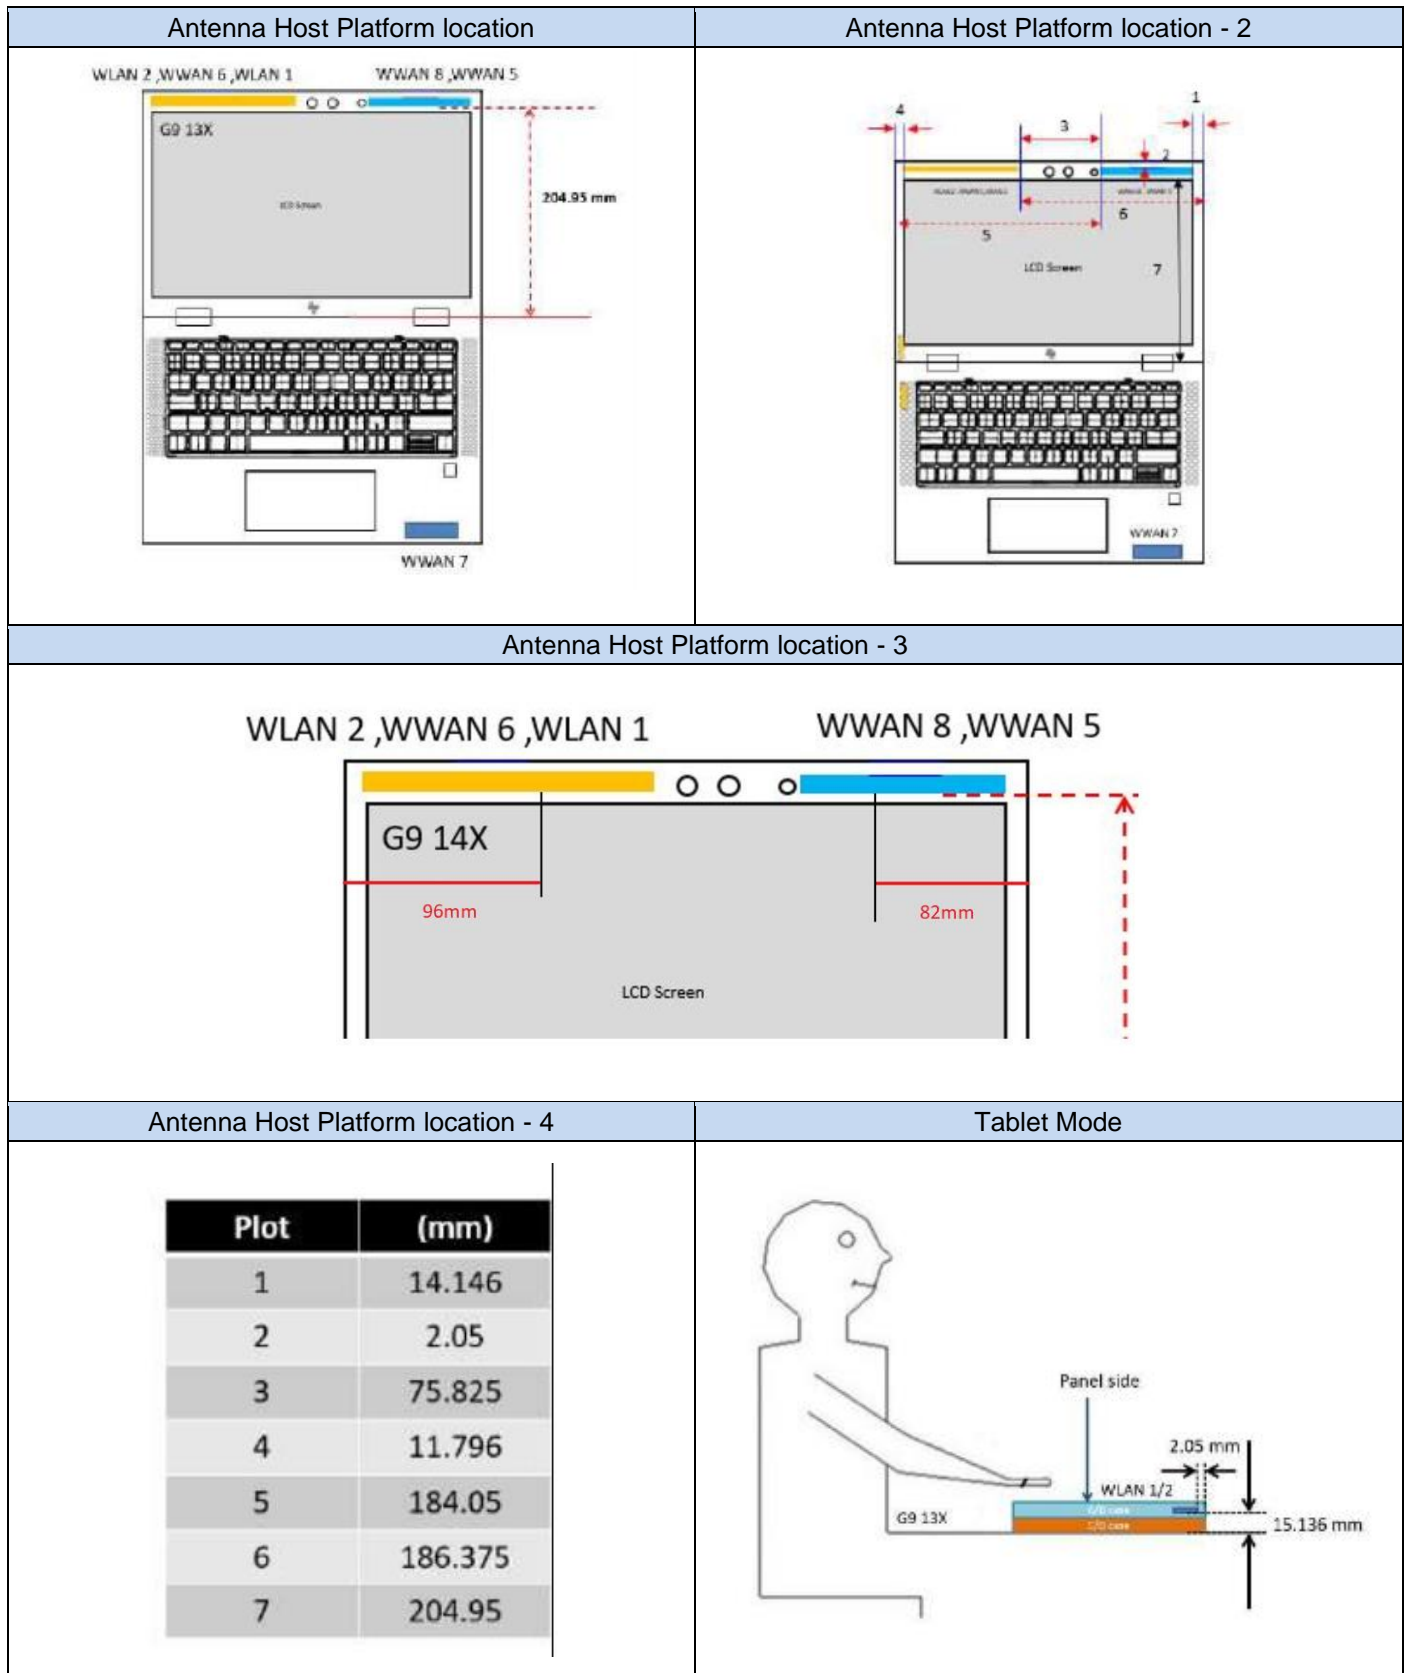 Antenna Host Platform location
Antenna Host Platform location - 2
WLAN 2 ,WWAN 6 ,WLAN 1
WWAN 8 ,WWAN 5
G9 13X
LCD Screen
204.95 mm
WWAN 7
4
3
1
2
6
5
LCD Screen
7
WWAN 7
Antenna Host Platform location - 3
WLAN 2 ,WWAN 6 ,WLAN 1
WWAN 8 ,WWAN 5
G9 14X
96mm
82mm
LCD Screen
Antenna Host Platform location - 4
Tablet Mode
Plot (mm)
1 14.146
2 2.05
3 75.825
4 11.796
5 184.05
6 186.375
7 204.95
Panel side
2.05 mm
WLAN 1/2
G9 13X
15.136 mm